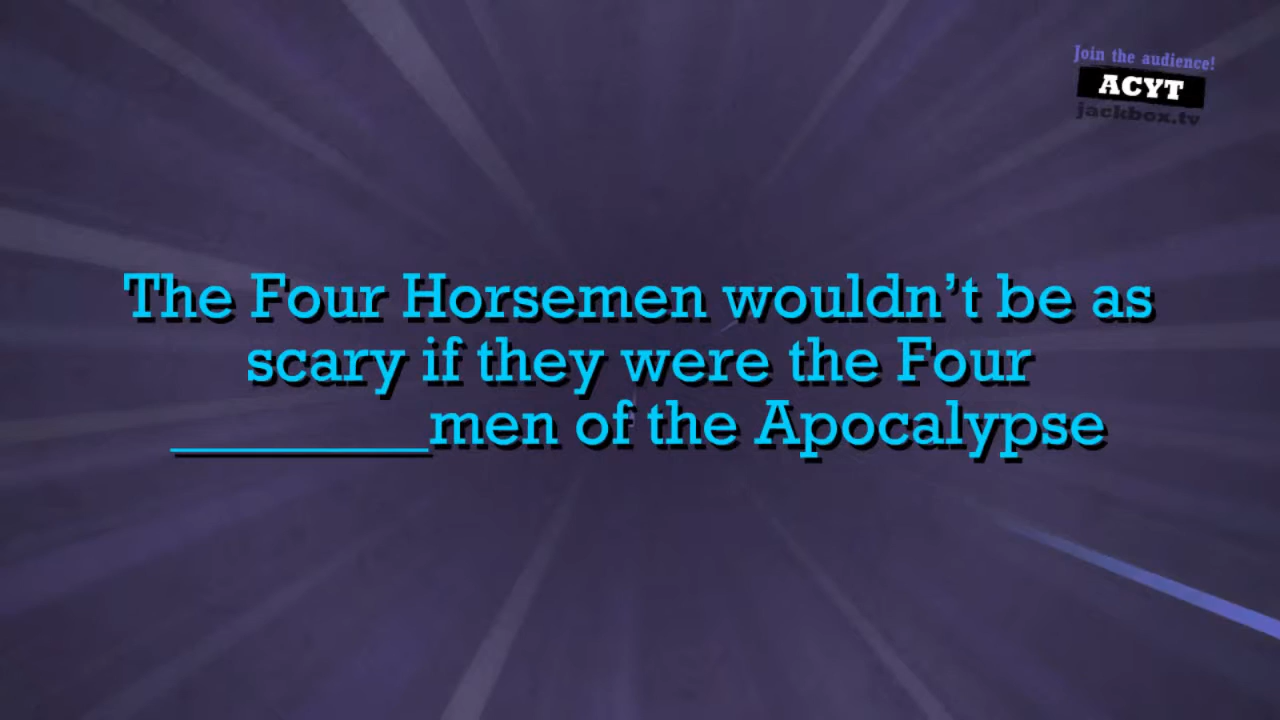 Join the audience!
ACYT
jackbox.tv
The Four Horsemen wouldn't be as
scary if they were the Four
_________men of the Apocalypse